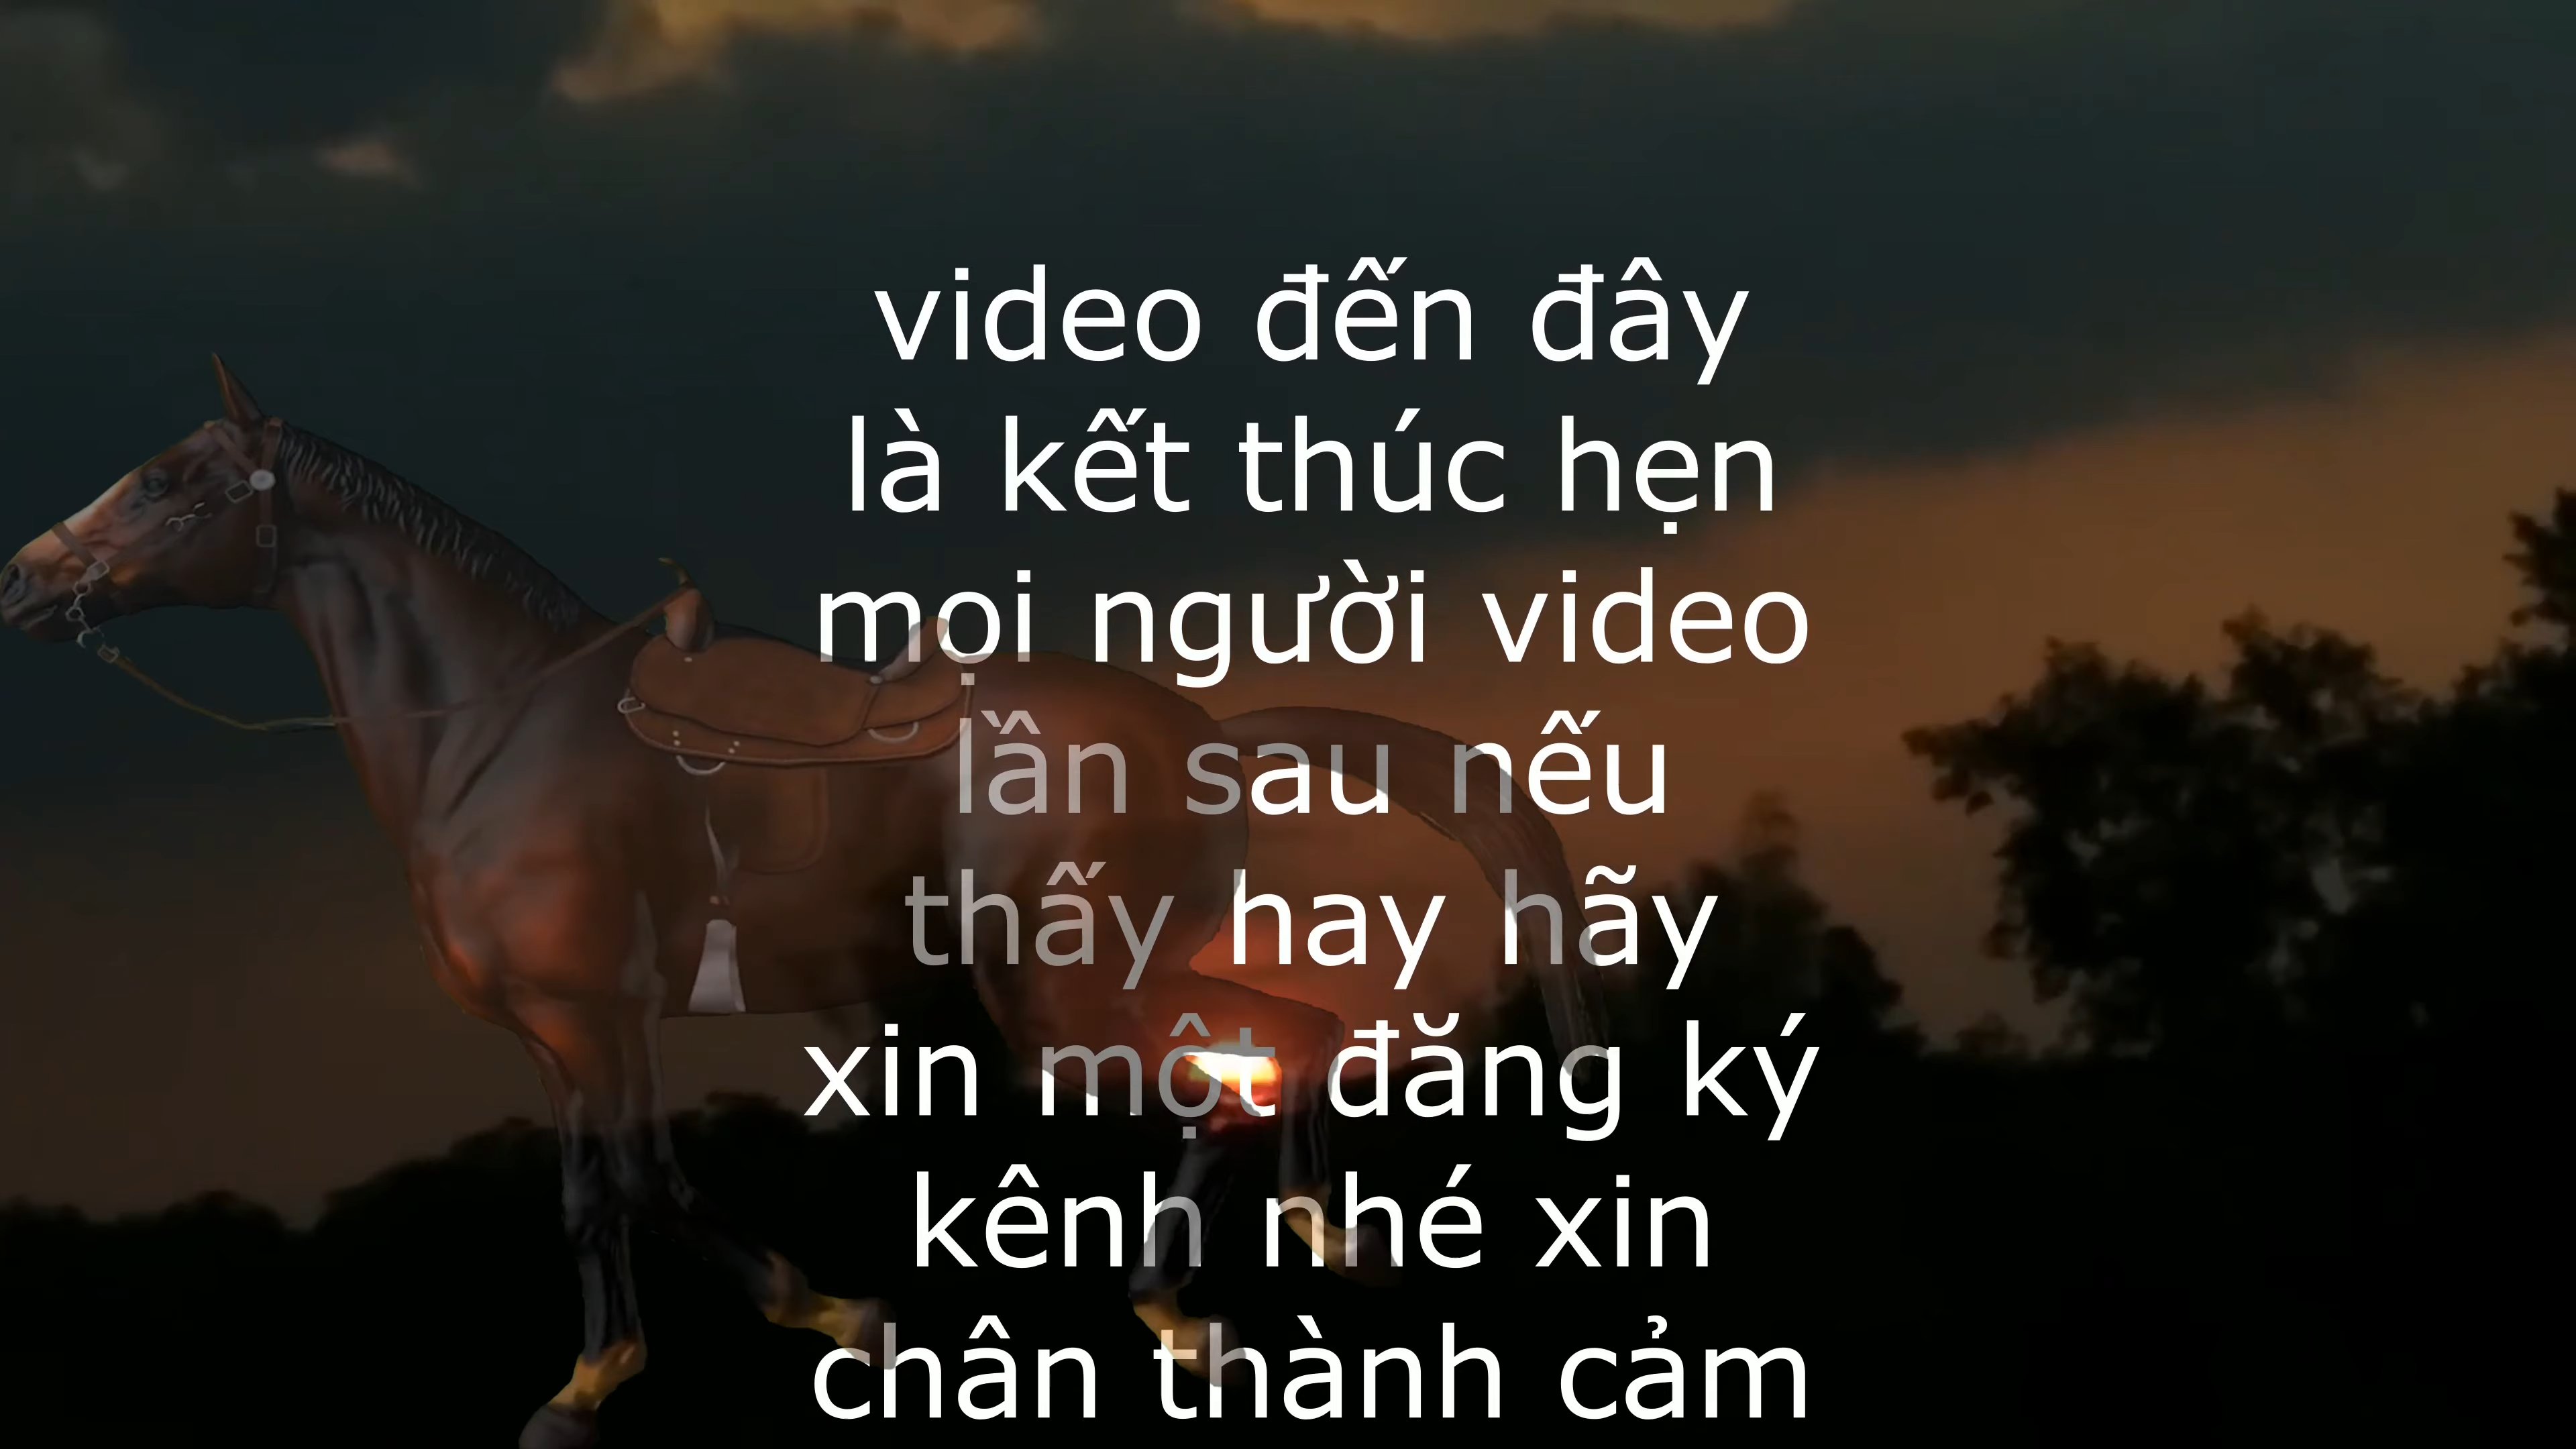 video đến đây
là kết thúc hẹn
mọi người video
lần sau nếu
thấy hay hãy
xin một đăng ký
kênh nhé xin
chân thành cảm